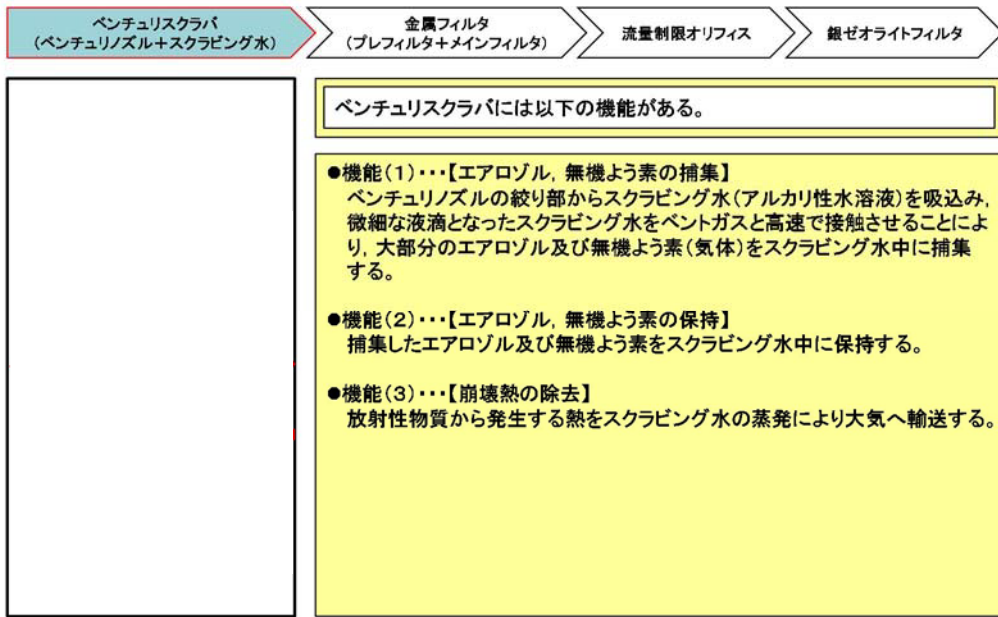 ベンチュリスクラバ
(ベンチュリノズル+スクラビング水)
金属フィルタ
(プレフィルタ+メインフィルタ)
流量制限オリフィス
銀ゼオライトフィルタ
ベンチュリスクラバには以下の機能がある。
●機能(1)・・・【エアロゾル, 無機よう素の捕集】
ベンチュリノズルの絞り部からスクラビング水(アルカリ性水溶液)を吸込み,
微細な液滴となったスクラビング水をベントガスと高速で接触させることによ
り, 大部分のエアロゾル及び無機よう素(気体)をスクラビング水中に捕集
する。
●機能(2)・・・【エアロゾル, 無機よう素の保持】
捕集したエアロゾル及び無機よう素をスクラビング水中に保持する。
●機能(3)・・・【崩壊熱の除去】
放射性物質から発生する熱をスクラビング水の蒸発により大気へ輸送する。